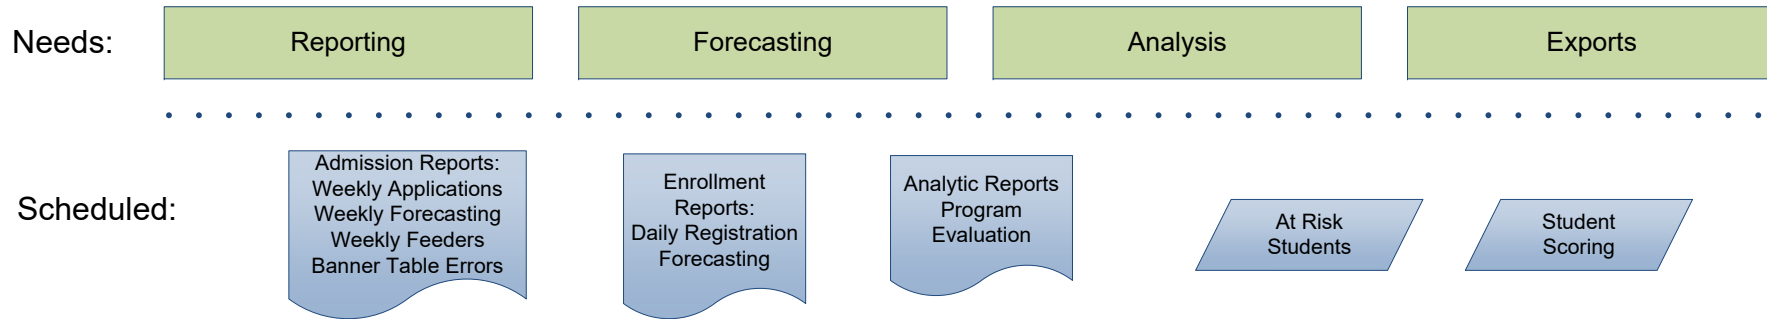 Needs:
Reporting
Forecasting
Analysis
Exports
Scheduled:
Admission Reports:
Weekly Applications
Weekly Forecasting
Weekly Feeders
Banner Table Errors
Enrollment
Reports:
Daily Registration
Forecasting
Analytic Reports
Program
Evaluation
At Risk
Students
Student
Scoring